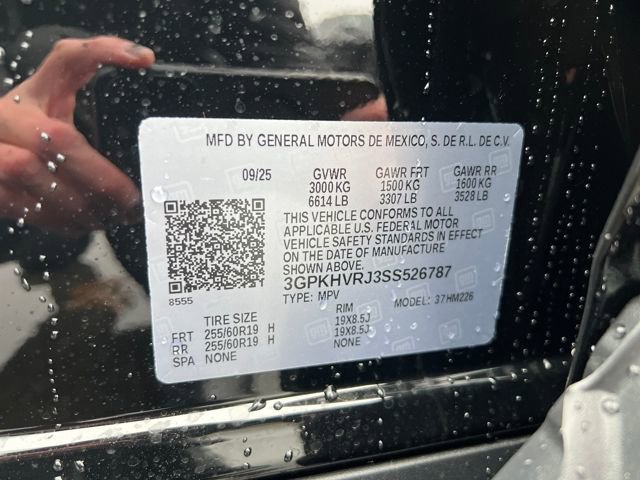 MFD BY GENERAL MOTORS DE MEXICO, S. DE R.L. DE C.V.
09/25 GVWR GAWR FRT GAWR RR
3000 KG 1500 KG 1600 KG
6614 LB 3307 LB 3528 LB
THIS VEHICLE CONFORMS TO ALL
APPLICABLE U.S. FEDERAL MOTOR
VEHICLE SAFETY STANDARDS IN EFFECT
ON THE DATE OF MANUFACTURE
SHOWN ABOVE.
3GPKHVRJ3SS526787
8555 TYPE: MPV MODEL: 37HM226
TIRE SIZE RIM
FRT 255/60R19 H 19X8.5J
RR 255/60R19 H 19X8.5J
SPA NONE NONE